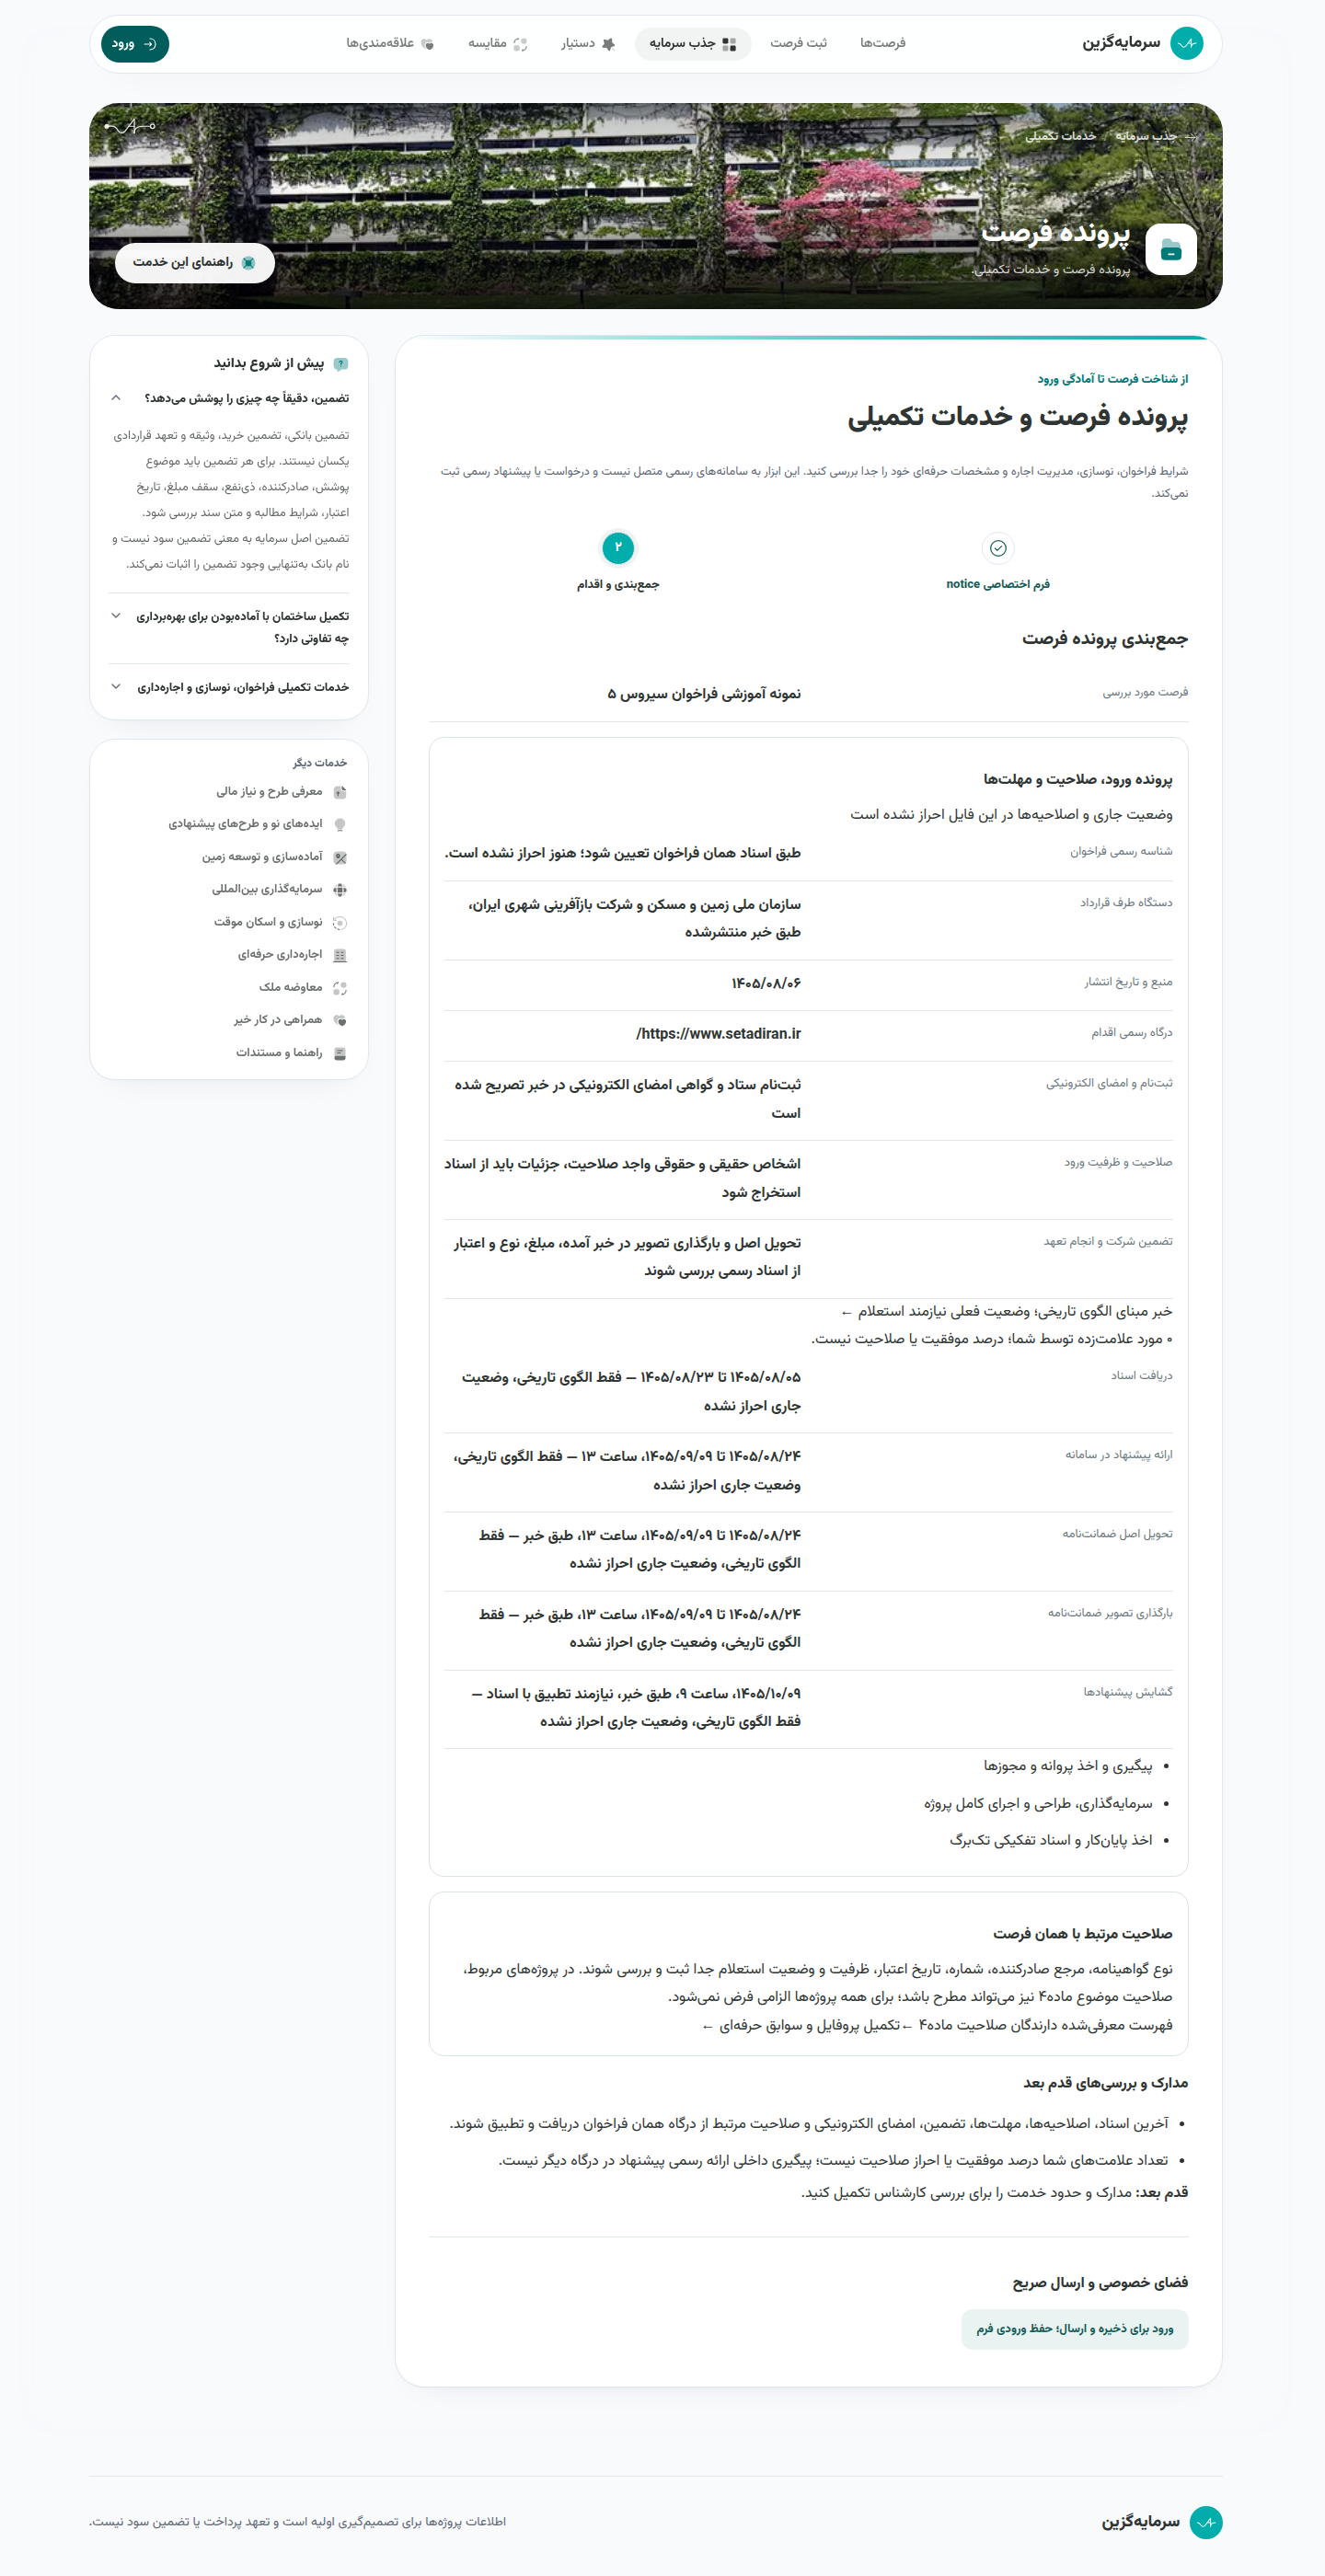 سرمایه‌گزین
فرصت‌ها
ثبت فرصت
جذب سرمایه
دستیار
مقایسه
علاقه‌مندی‌ها
ورود
جذب سرمایه
خدمات تکمیلی
پرونده فرصت
پرونده فرصت و خدمات تکمیلی.
راهنمای این خدمت
از شناخت فرصت تا آمادگی ورود
پرونده فرصت و خدمات تکمیلی
شرایط فراخوان، نوسازی، مدیریت اجاره و مشخصات حرفه‌ای خود را جدا بررسی کنید. این ابزار به سامانه‌های رسمی متصل نیست و درخواست یا پیشنهاد رسمی ثبت
نمی‌کند.
فرم اختصاصی notice
۲
جمع‌بندی و اقدام
جمع‌بندی پرونده فرصت
فرصت مورد بررسی
نمونه آموزشی فراخوان سیروس ۵
پرونده ورود، صلاحیت و مهلت‌ها
وضعیت جاری و اصلاحیه‌ها در این فایل احراز نشده است
شناسه رسمی فراخوان
طبق اسناد همان فراخوان تعیین شود؛ هنوز احراز نشده است.
دستگاه طرف قرارداد
سازمان ملی زمین و مسکن و شرکت بازآفرینی شهری ایران،
طبق خبر منتشرشده
منبع و تاریخ انتشار
۱۴۰۵/۰۸/۰۶
درگاه رسمی اقدام
https://www.setadiran.ir/
ثبت‌نام و امضای الکترونیکی
ثبت‌نام ستاد و گواهی امضای الکترونیکی در خبر تصریح شده
است
صلاحیت و ظرفیت ورود
اشخاص حقیقی و حقوقی واجد صلاحیت، جزئیات باید از اسناد
استخراج شود
تضمین شرکت و انجام تعهد
تحویل اصل و بارگذاری تصویر در خبر آمده، مبلغ، نوع و اعتبار
از اسناد رسمی بررسی شوند
خبر مبنای الگوی تاریخی؛ وضعیت فعلی نیازمند استعلام ←
۰ مورد علامت‌زده توسط شما؛ درصد موفقیت یا صلاحیت نیست.
دریافت اسناد
۱۴۰۵/۰۸/۰۵ تا ۱۴۰۵/۰۸/۲۳ — فقط الگوی تاریخی، وضعیت
جاری احراز نشده
ارائه پیشنهاد در سامانه
۱۴۰۵/۰۸/۲۴ تا ۱۴۰۵/۰۹/۰۹، ساعت ۱۳ — فقط الگوی تاریخی،
وضعیت جاری احراز نشده
تحویل اصل ضمانت‌نامه
۱۴۰۵/۰۸/۲۴ تا ۱۴۰۵/۰۹/۰۹، ساعت ۱۳، طبق خبر — فقط
الگوی تاریخی، وضعیت جاری احراز نشده
بارگذاری تصویر ضمانت‌نامه
۱۴۰۵/۰۸/۲۴ تا ۱۴۰۵/۰۹/۰۹، ساعت ۱۳، طبق خبر — فقط
الگوی تاریخی، وضعیت جاری احراز نشده
گشایش پیشنهادها
۱۴۰۵/۱۰/۰۹، ساعت ۹، طبق خبر، نیازمند تطبیق با اسناد —
فقط الگوی تاریخی، وضعیت جاری احراز نشده
• پیگیری و اخذ پروانه و مجوزها
• سرمایه‌گذاری، طراحی و اجرای کامل پروژه
• اخذ پایان‌کار و اسناد تفکیکی تک‌برگ
صلاحیت مرتبط با همان فرصت
نوع گواهینامه، مرجع صادرکننده، شماره، تاریخ اعتبار، ظرفیت و وضعیت استعلام جدا ثبت و بررسی شوند. در پروژه‌های مربوط،
صلاحیت موضوع ماده۴ نیز می‌تواند مطرح باشد؛ برای همه پروژه‌ها الزامی فرض نمی‌شود.
فهرست معرفی‌شده دارندگان صلاحیت ماده۴ ←تکمیل پروفایل و سوابق حرفه‌ای ←
مدارک و بررسی‌های قدم بعد
• آخرین اسناد، اصلاحیه‌ها، مهلت‌ها، تضمین، امضای الکترونیکی و صلاحیت مرتبط از درگاه همان فراخوان دریافت و تطبیق شوند.
• تعداد علامت‌های شما درصد موفقیت یا احراز صلاحیت نیست؛ پیگیری داخلی ارائه رسمی پیشنهاد در درگاه دیگر نیست.
قدم بعد: مدارک و حدود خدمت را برای بررسی کارشناس تکمیل کنید.
فضای خصوصی و ارسال صریح
ورود برای ذخیره و ارسال؛ حفظ ورودی فرم
پیش از شروع بدانید
تضمین، دقیقاً چه چیزی را پوشش می‌دهد؟
تضمین بانکی، تضمین خرید، وثیقه و تعهد قراردادی
یکسان نیستند. برای هر تضمین باید موضوع
پوشش، صادرکننده، ذی‌نفع، سقف مبلغ، تاریخ
اعتبار، شرایط مطالبه و متن سند بررسی شود.
تضمین اصل سرمایه به معنی تضمین سود نیست و
نام بانک به‌تنهایی وجود تضمین را اثبات نمی‌کند.
تکمیل ساختمان با آماده‌بودن برای بهره‌برداری
چه تفاوتی دارد؟
خدمات تکمیلی فراخوان، نوسازی و اجاره‌داری
خدمات دیگر
معرفی طرح و نیاز مالی
ایده‌های نو و طرح‌های پیشنهادی
آماده‌سازی و توسعه زمین
سرمایه‌گذاری بین‌المللی
نوسازی و اسکان موقت
اجاره‌داری حرفه‌ای
معاوضه ملک
همراهی در کار خیر
راهنما و مستندات
سرمایه‌گزین
اطلاعات پروژه‌ها برای تصمیم‌گیری اولیه است و تعهد پرداخت یا تضمین سود نیست.